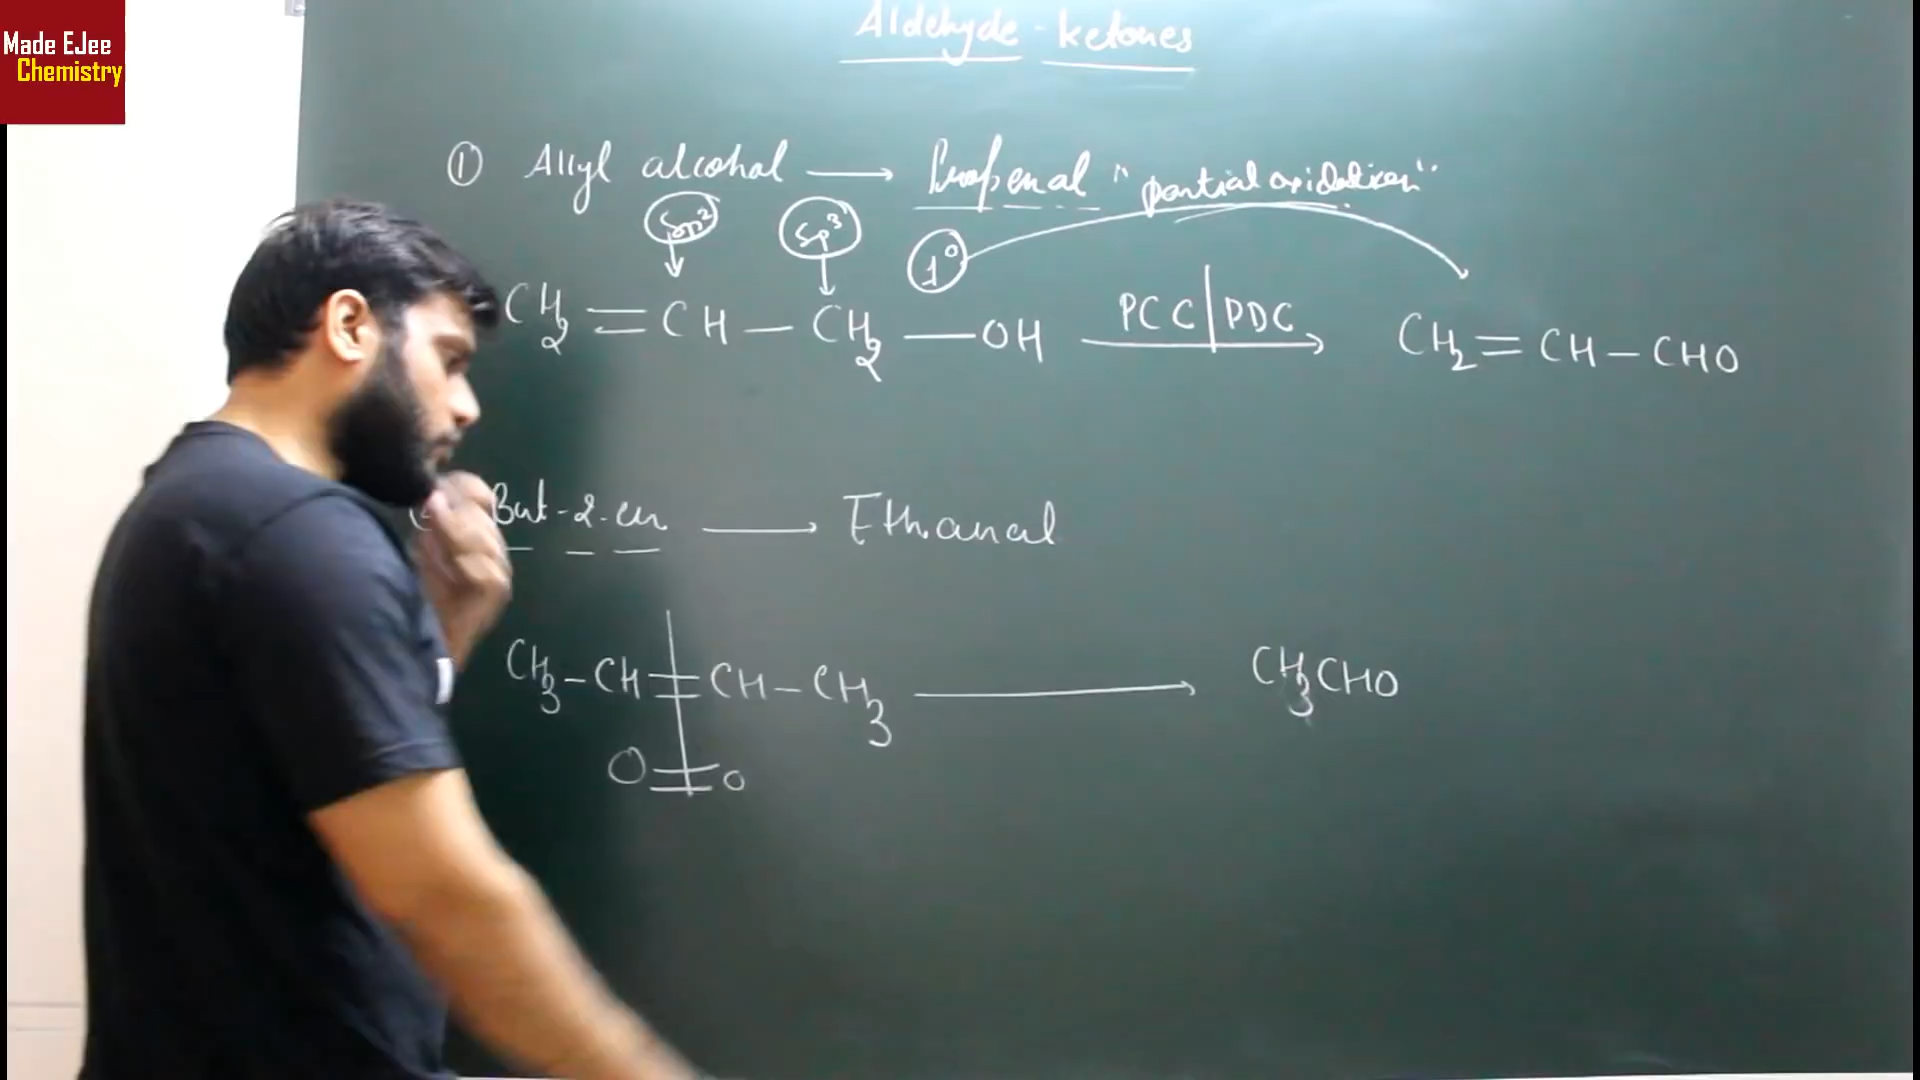 Made EJee
Chemistry
Aldehyde - ketones
① Allyl alcohol → Propenal "partial oxidation"
sp² sp³ 1°
CH₂ = CH — CH₂ — OH PCC | PDC → CH₂ = CH — CHO
But-2-en → Ethanal
CH₃ - CH = CH - CH₃ → CH₃CHO
O = O